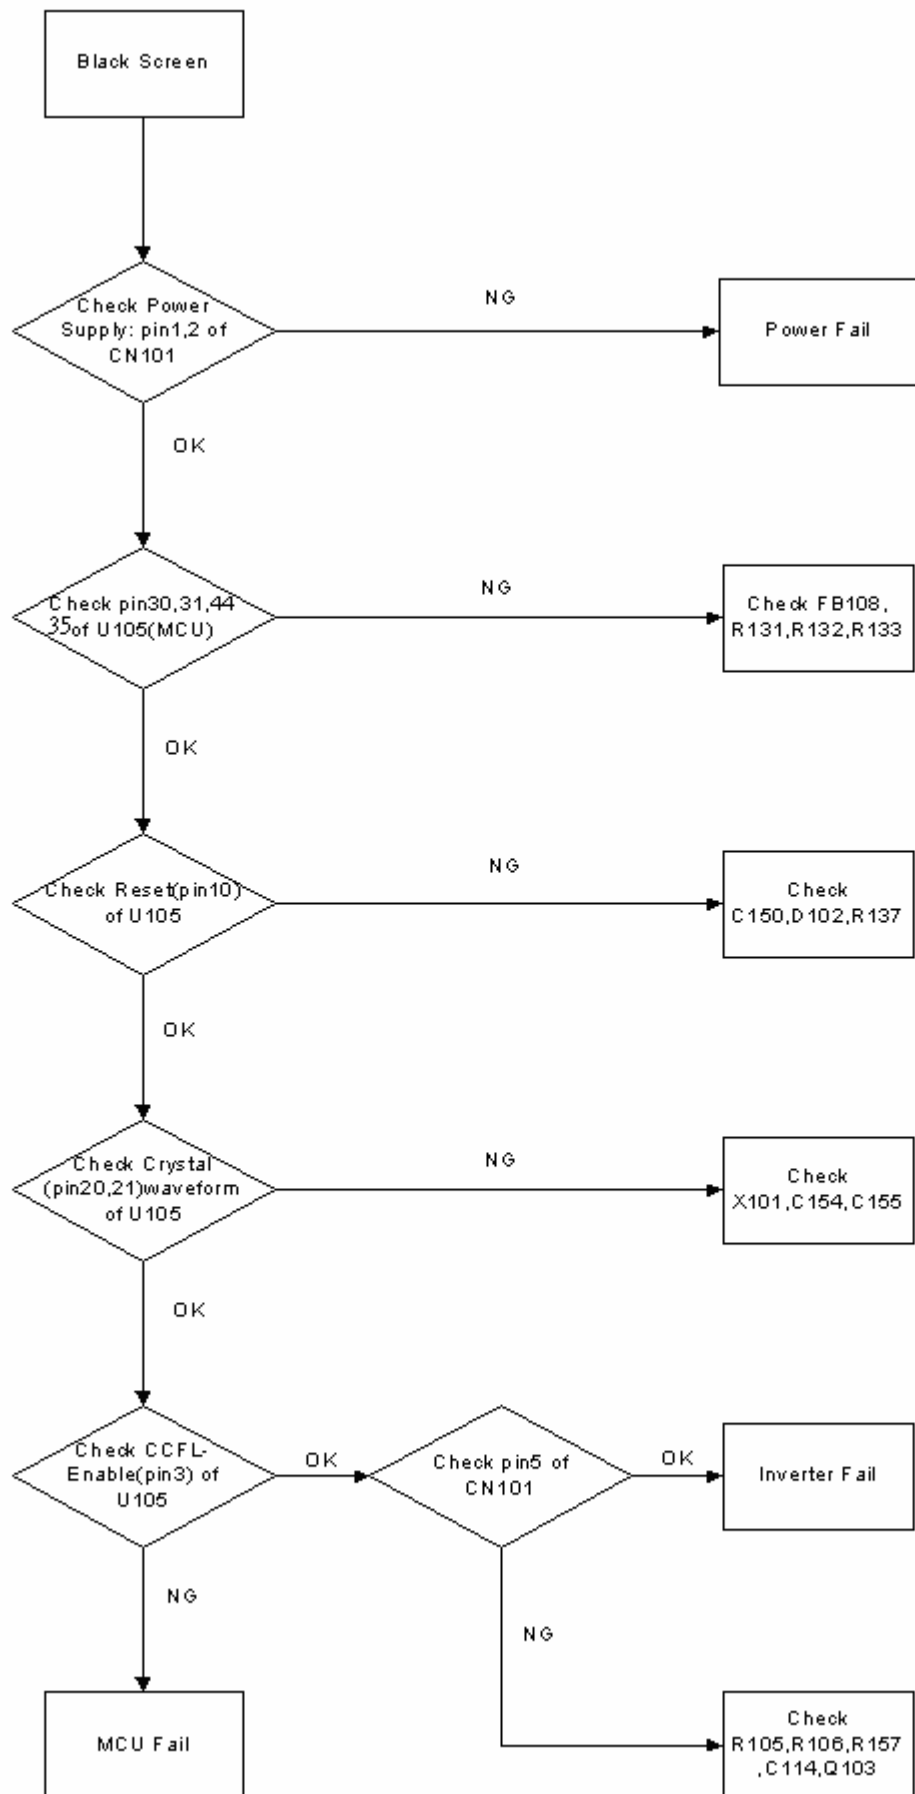 Black Screen
Check Power
Supply: pin1,2 of
CN101
NG
Power Fail
OK
Check pin30,31,44
35of U105(MCU)
NG
Check FB108,
R131,R132,R133
OK
Check Reset(pin10)
of U105
NG
Check
C150,D102,R137
OK
Check Crystal
(pin20,21)waveform
of U105
NG
Check
X101,C154,C155
OK
Check CCFL-
Enable(pin3) of
U105
OK
Check pin5 of
CN101
OK
Inverter Fail
NG
NG
MCU Fail
Check
R105,R106,R157
,C114,Q103